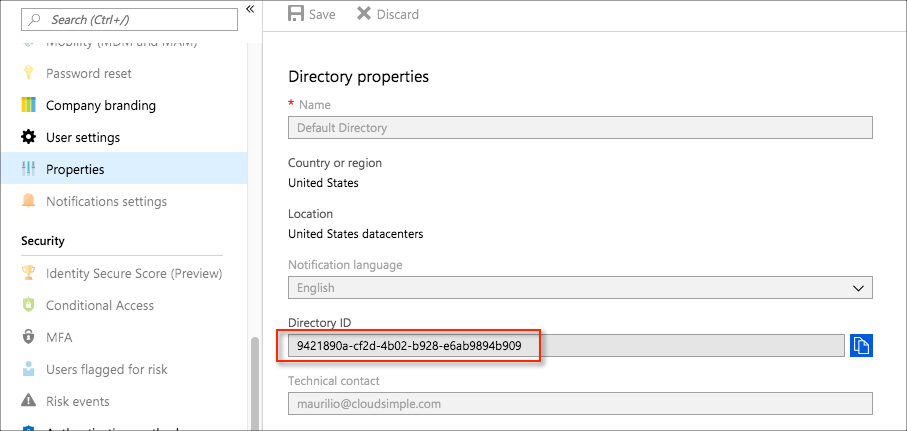 Search (Ctrl+/)
«
Mobility (MDM and MAM)
Password reset
Company branding
User settings
Properties
Notifications settings
Security
Identity Secure Score (Preview)
Conditional Access
MFA
Users flagged for risk
Risk events
Save
Discard
Directory properties
* Name
Default Directory
Country or region
United States
Location
United States datacenters
Notification language
English
Directory ID
9421890a-cf2d-4b02-b928-e6ab9894b909
Technical contact
maurilio@cloudsimple.com